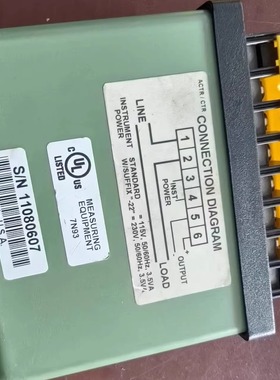 ACTR / CTR
CONNECTION DIAGRAM
LINE
1 2 3 4 5 6
INST
POWER
+
OUTPUT
LOAD
INSTRUMENT POWER
STANDARD = 115V, 50/60Hz, 3.5VA
W/SUFFIX "-22" = 230V, 50/60Hz, 3.5V
C UL US
LISTED
MEASURING
EQUIPMENT
7N93
S/N 11080607
U.S.A.